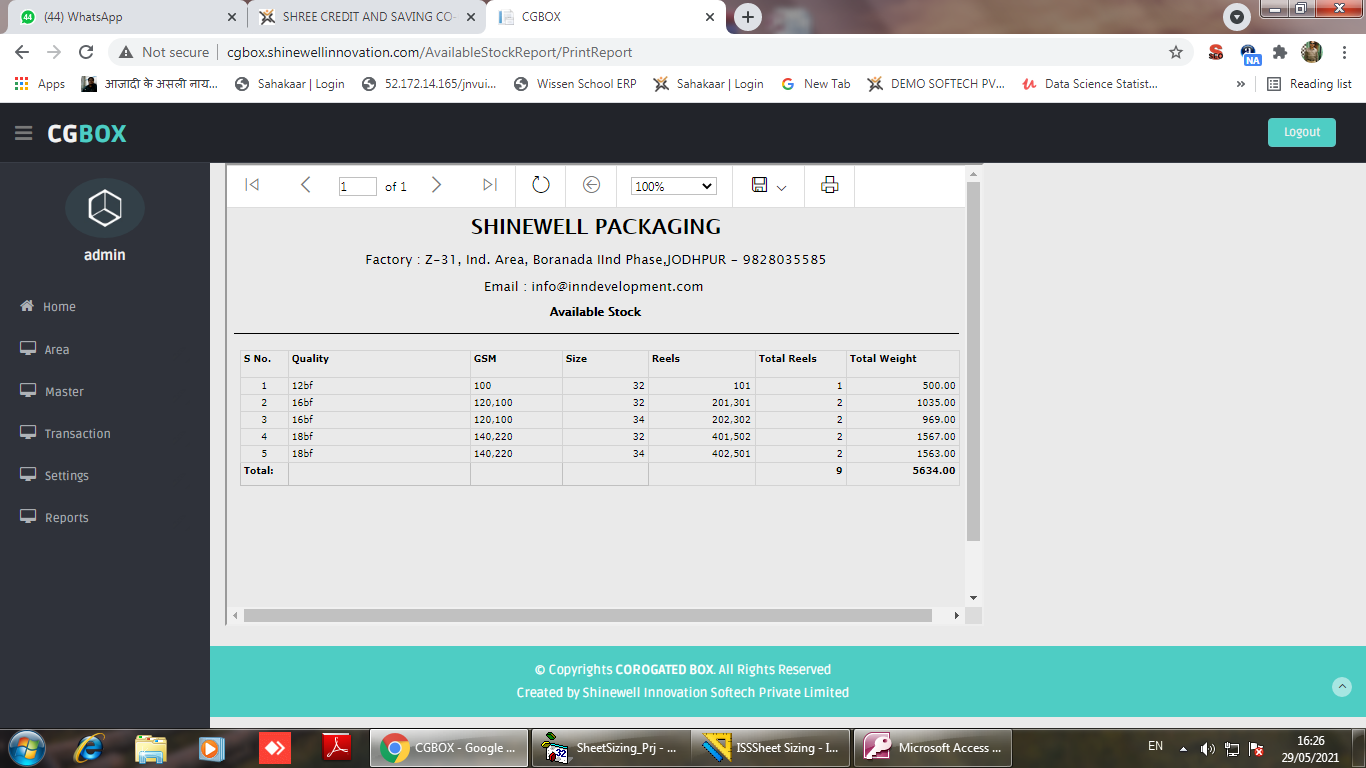 (44) WhatsApp
SHREE CREDIT AND SAVING CO-
CGBOX
Not secure | cgbox.shinewellinnovation.com/AvailableStockReport/PrintReport
NA
Apps आजादी के असली नाय... Sahakaar | Login 52.172.14.165/jnvui... Wissen School ERP Sahakaar | Login New Tab DEMO SOFTECH PV... Data Science Statist... » Reading list
CGBOX
Logout
admin
Home
Area
Master
Transaction
Settings
Reports
1 of 1 100%
SHINEWELL PACKAGING
Factory : Z-31, Ind. Area, Boranada IInd Phase,JODHPUR - 9828035585
Email : info@inndevelopment.com
Available Stock
S No. Quality GSM Size Reels Total Reels Total Weight
1 12bf 100 32 101 1 500.00
2 16bf 120,100 32 201,301 2 1035.00
3 16bf 120,100 34 202,302 2 969.00
4 18bf 140,220 32 401,502 2 1567.00
5 18bf 140,220 34 402,501 2 1563.00
Total: 9 5634.00
© Copyrights COROGATED BOX. All Rights Reserved
Created by Shinewell Innovation Softech Private Limited
CGBOX - Google ... SheetSizing_Prj - ... ISSSheet Sizing - I... Microsoft Access ... EN 16:26
29/05/2021